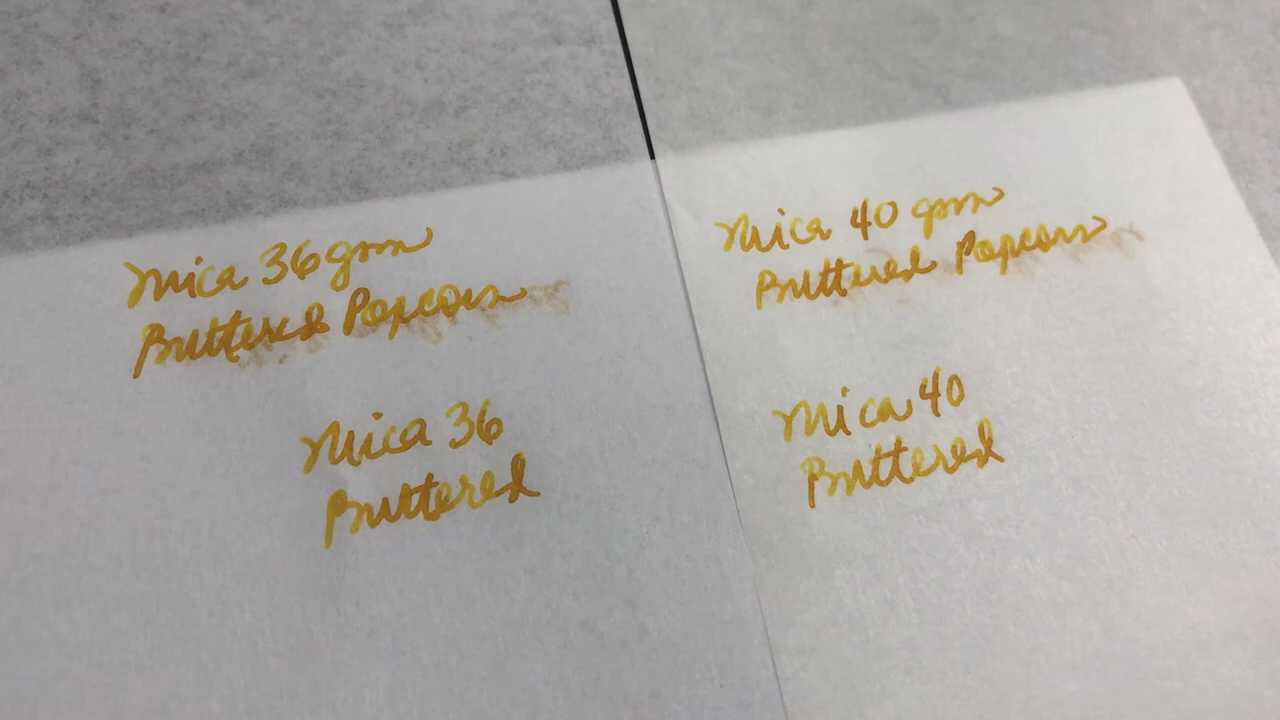 Mica 36 gsm
Buttered Popcorn
Mica 36
Buttered
Mica 40 gsm
Buttered Popcorn
Mica 40
Buttered